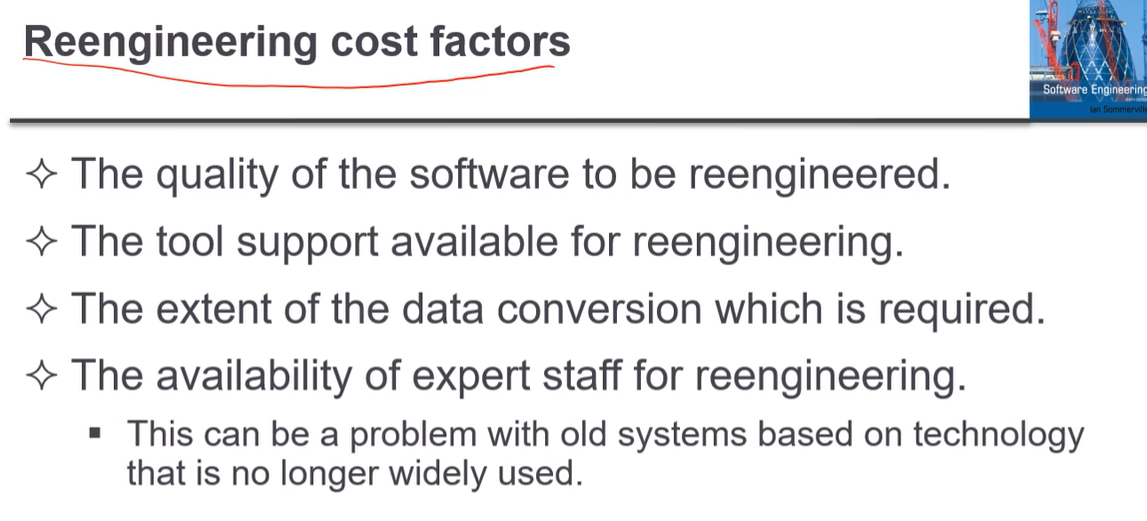 Reengineering cost factors
Software Engineering
Ian Sommerville
✧ The quality of the software to be reengineered.
✧ The tool support available for reengineering.
✧ The extent of the data conversion which is required.
✧ The availability of expert staff for reengineering.
▪ This can be a problem with old systems based on technology
that is no longer widely used.